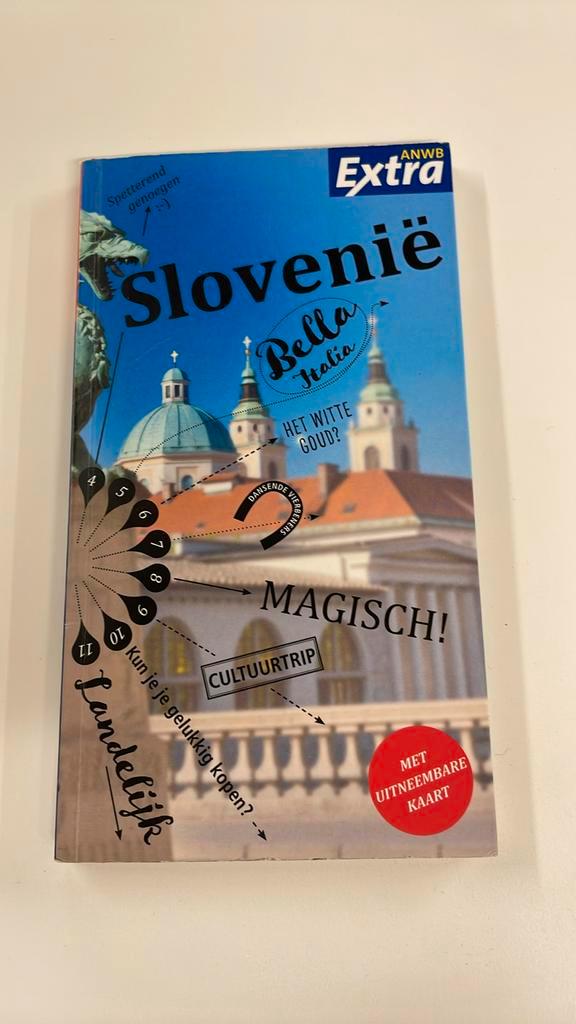 ANWB
Extra
Spetterend
genoegen
:-)
Slovenië
Bella
Italia
HET WITTE
GOUD?
DANSENDE VIERBENERS
4
5
6
7
8
9
10
11
MAGISCH!
CULTUURTRIP
Kun je je gelukkig kopen?
Landelijk
MET
UITNEEMBARE
KAART